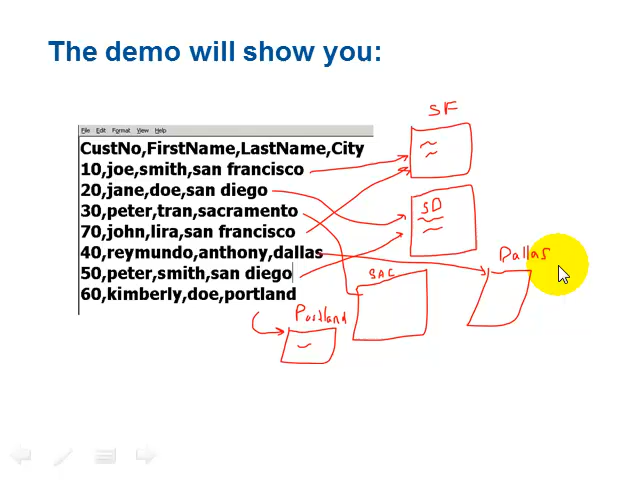 The demo will show you:
File Edit Format View Help
CustNo,FirstName,LastName,City
10,joe,smith,san francisco
20,jane,doe,san diego
30,peter,tran,sacramento
70,john,lira,san francisco
40,reymundo,anthony,dallas
50,peter,smith,san diego
60,kimberly,doe,portland
SF
SD
Dallas
SAC
Portland